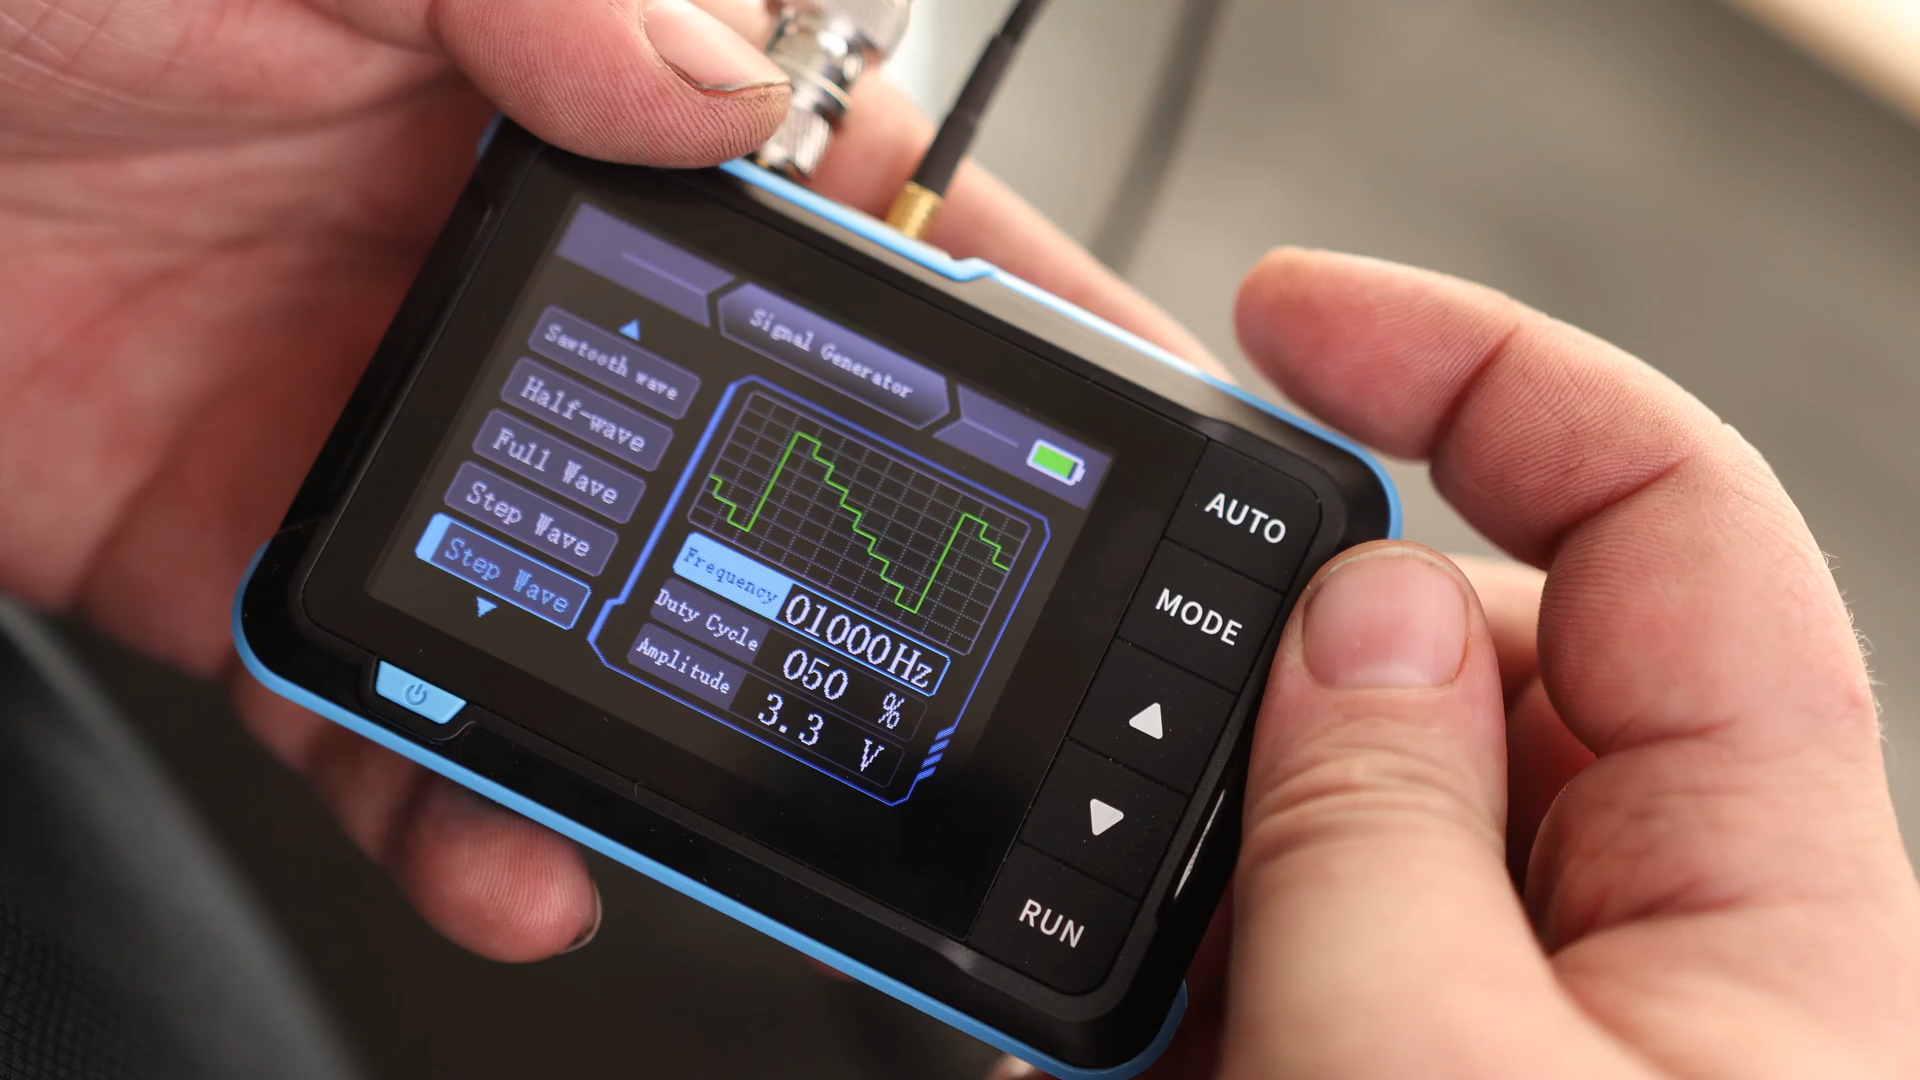 Signal Generator
Sawtooth wave
Half-wave
Full Wave
Step Wave
Step Wave
Frequency 01000Hz
Duty Cycle 050 %
Amplitude 3.3 V
AUTO
MODE
RUN